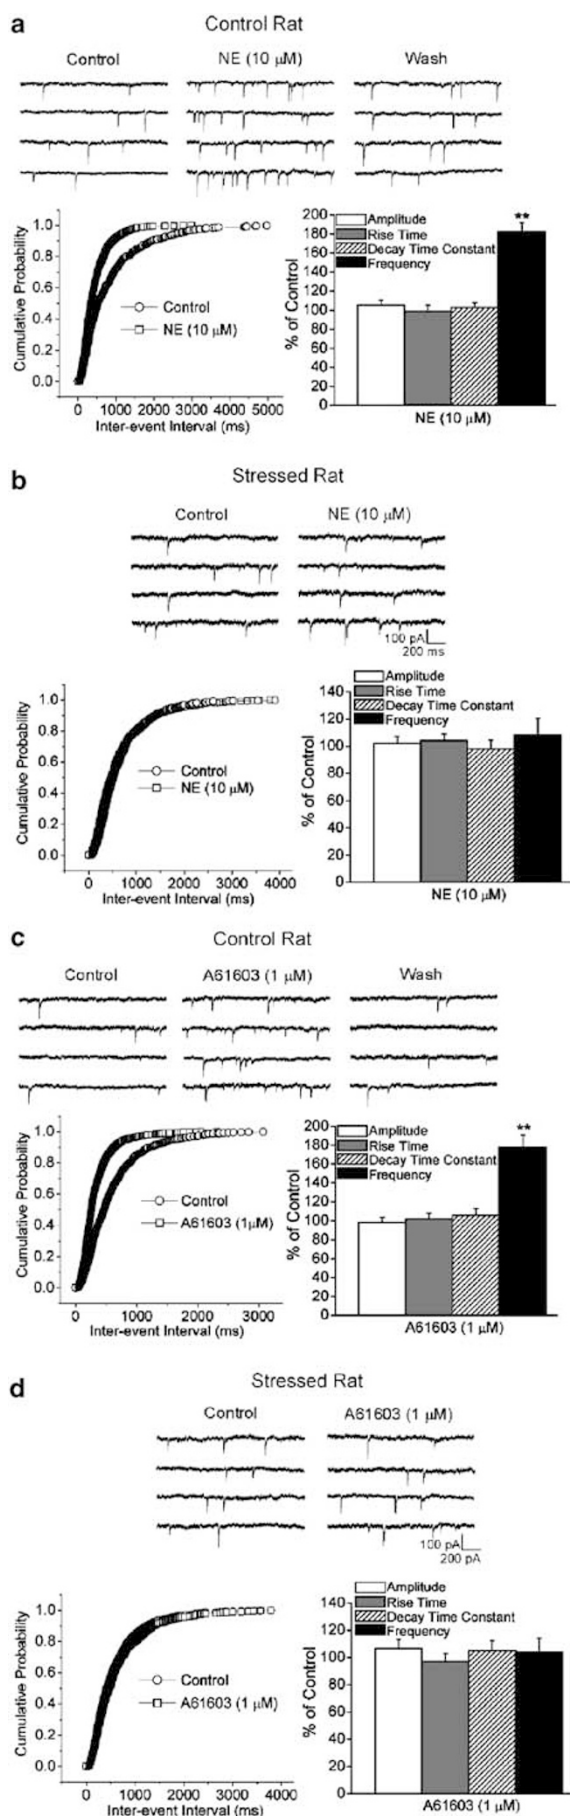 a
Control Rat
Control NE (10 µM) Wash
Cumulative Probability
1.0
0.8
0.6
0.4
0.2
0.0
Control
NE (10 µM)
0 1000 2000 3000 4000 5000
Inter-event Interval (ms)
% of Control
200
180
160
140
120
100
80
60
40
20
0
Amplitude
Rise Time
Decay Time Constant
Frequency
**
NE (10 µM)
b
Stressed Rat
Control NE (10 µM)
100 pA
200 ms
Cumulative Probability
1.0
0.8
0.6
0.4
0.2
0.0
Control
NE (10 µM)
0 1000 2000 3000 4000
Inter-event Interval (ms)
% of Control
140
120
100
80
60
40
20
0
Amplitude
Rise Time
Decay Time Constant
Frequency
NE (10 µM)
c
Control Rat
Control A61603 (1 µM) Wash
Cumulative Probability
1.0
0.8
0.6
0.4
0.2
0.0
Control
A61603 (1µM)
0 1000 2000 3000
Inter-event Interval (ms)
% of Control
200
180
160
140
120
100
80
60
40
20
0
Amplitude
Rise Time
Decay Time Constant
Frequency
**
A61603 (1 µM)
d
Stressed Rat
Control A61603 (1 µM)
100 pA
200 pA
Cumulative Probability
1.0
0.8
0.6
0.4
0.2
0.0
Control
A61603 (1 µM)
0 1000 2000 3000 4000
Inter-event Interval (ms)
% of Control
140
120
100
80
60
40
20
0
Amplitude
Rise Time
Decay Time Constant
Frequency
A61603 (1 µM)